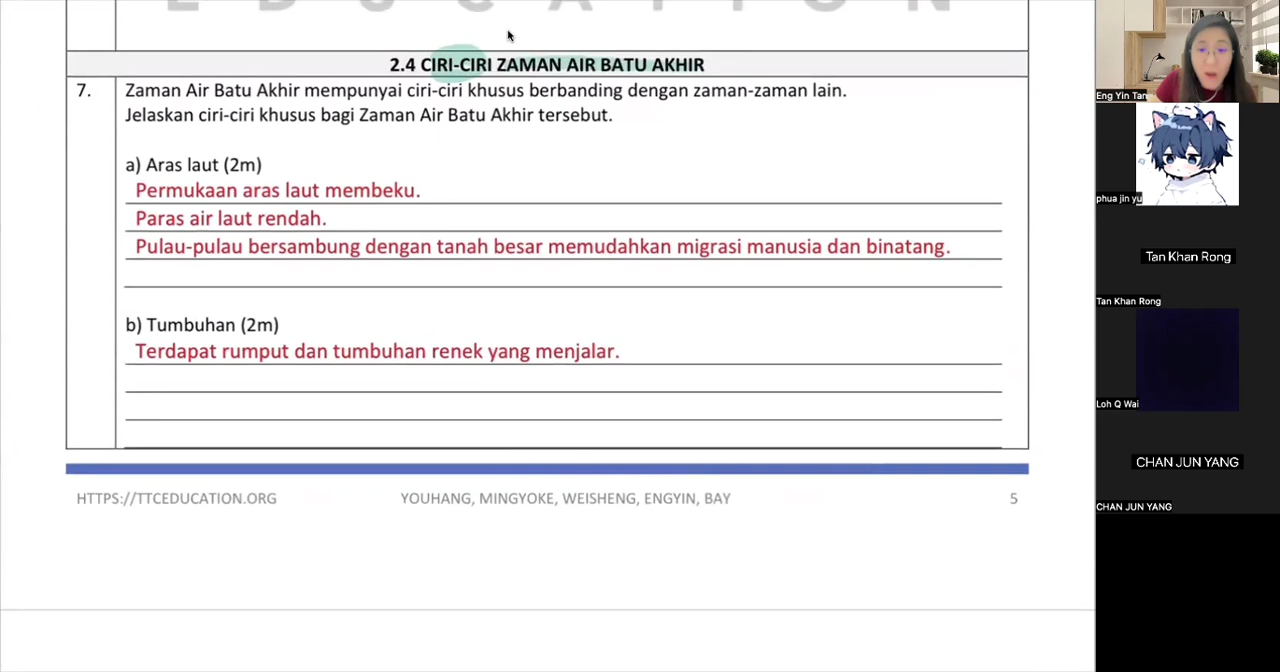 E D U C A T I O N
2.4 CIRI-CIRI ZAMAN AIR BATU AKHIR
7.
Zaman Air Batu Akhir mempunyai ciri-ciri khusus berbanding dengan zaman-zaman lain.
Jelaskan ciri-ciri khusus bagi Zaman Air Batu Akhir tersebut.
a) Aras laut (2m)
Permukaan aras laut membeku.
Paras air laut rendah.
Pulau-pulau bersambung dengan tanah besar memudahkan migrasi manusia dan binatang.
b) Tumbuhan (2m)
Terdapat rumput dan tumbuhan renek yang menjalar.
HTTPS://TTCEDUCATION.ORG
YOUHANG, MINGYOKE, WEISHENG, ENGYIN, BAY
5
Eng Yin Tan
phua jin yu
Tan Khan Rong
Tan Khan Rong
Loh Q Wai
CHAN JUN YANG
CHAN JUN YANG